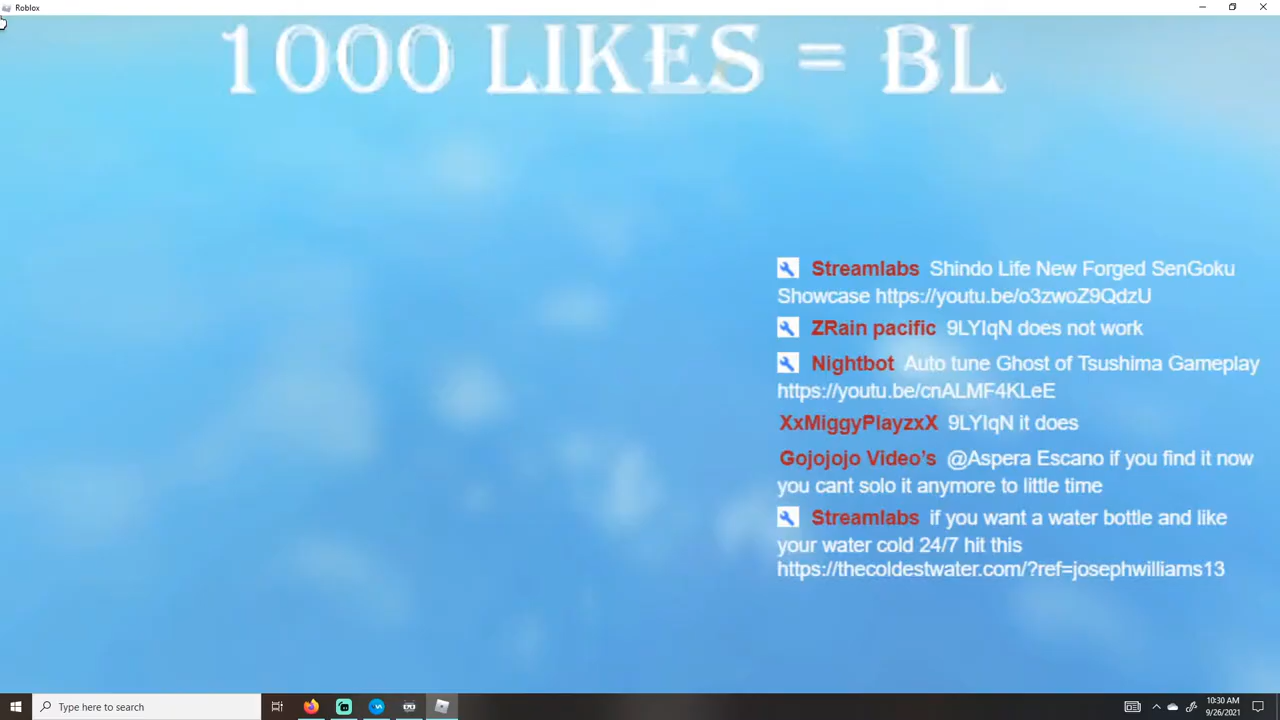 Roblox
1000 LIKES = BL
Streamlabs Shindo Life New Forged SenGoku
Showcase https://youtu.be/o3zwoZ9QdzU
ZRain pacific 9LYIqN does not work
Nightbot Auto tune Ghost of Tsushima Gameplay
https://youtu.be/cnALMF4KLeE
XxMiggyPlayzxX 9LYIqN it does
Gojojojo Video's @Aspera Escano if you find it now
you cant solo it anymore to little time
Streamlabs if you want a water bottle and like
your water cold 24/7 hit this
https://thecoldestwater.com/?ref=josephwilliams13
Type here to search
10:30 AM
9/26/2021